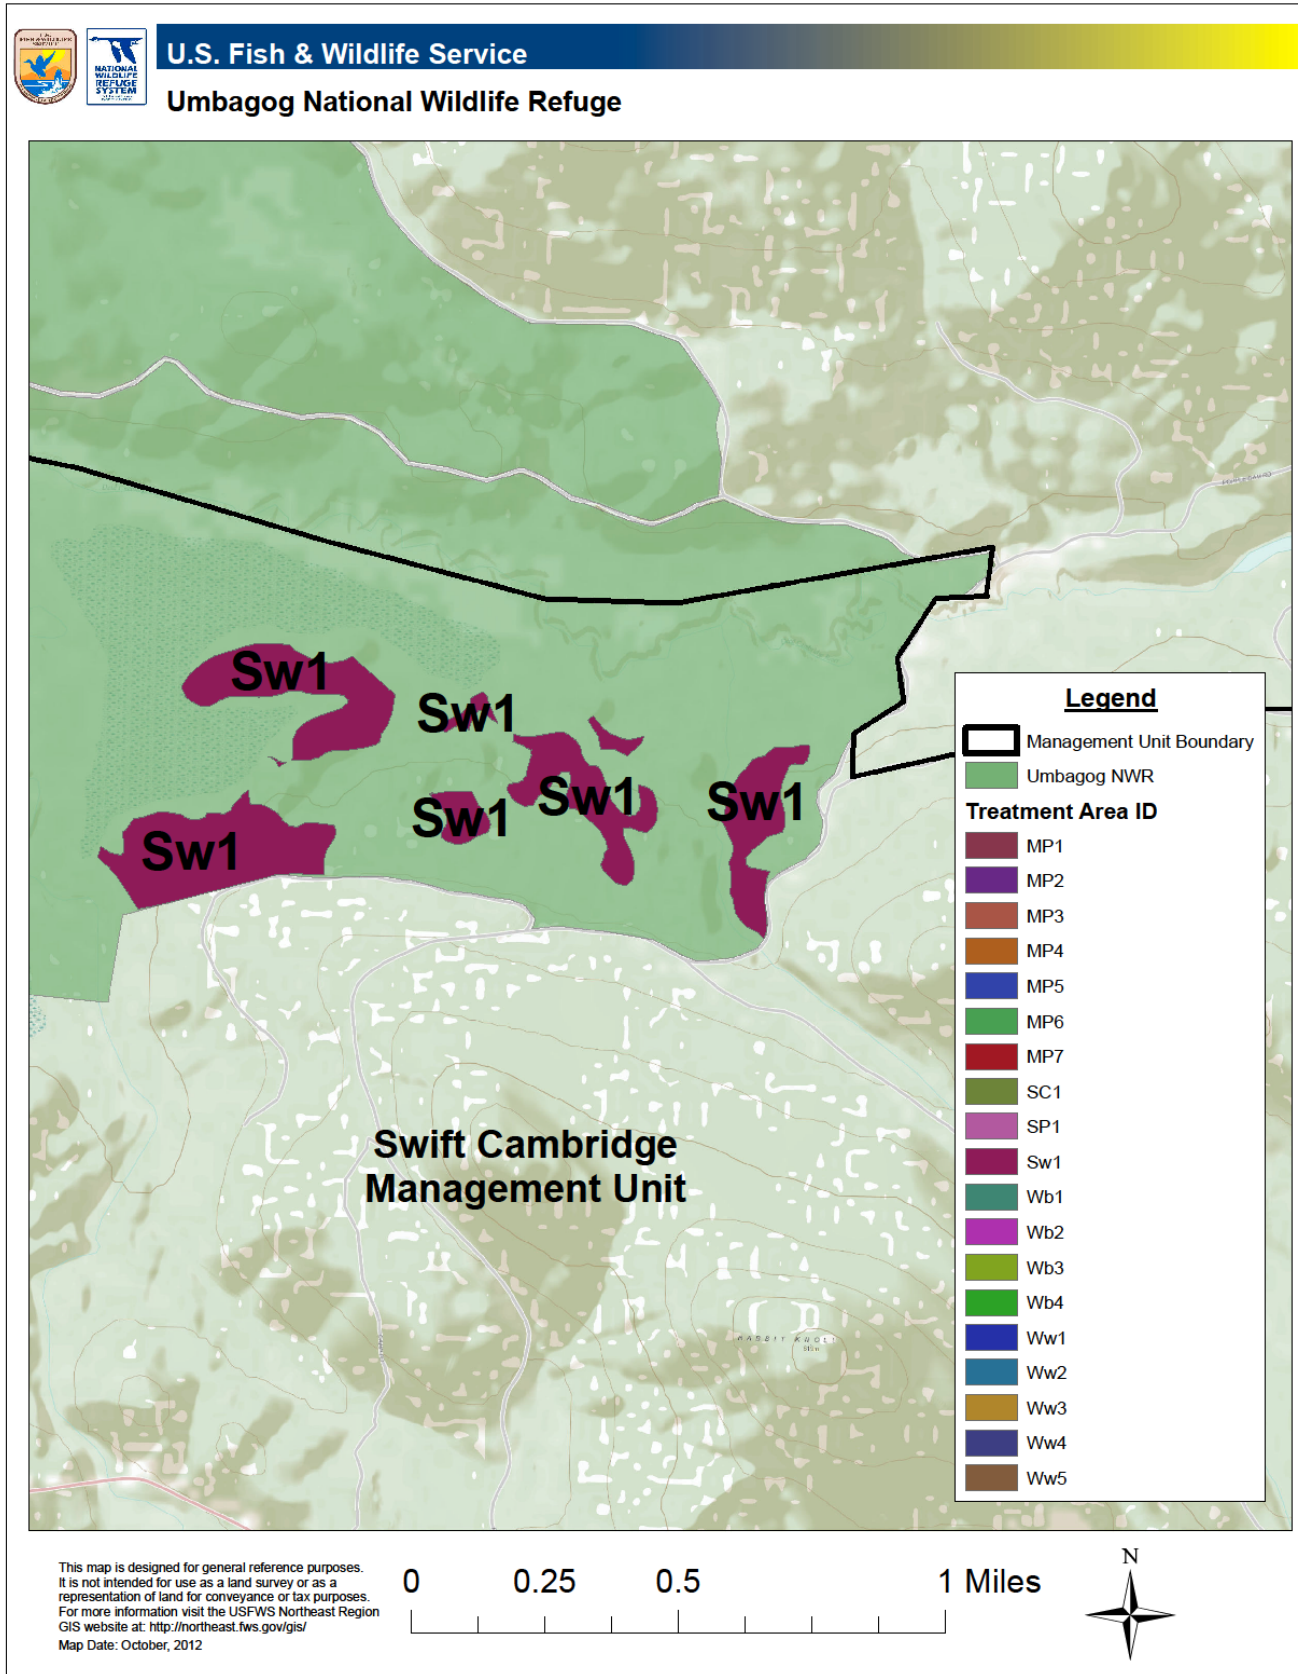 U.S. Fish & Wildlife Service
NATIONAL
WILDLIFE
REFUGE
SYSTEM
Umbagog National Wildlife Refuge
Sw1
Sw1
Sw1
Sw1
Sw1
Sw1
Swift Cambridge
Management Unit
RABBIT KNOLL
Legend
Management Unit Boundary
Umbagog NWR
Treatment Area ID
MP1
MP2
MP3
MP4
MP5
MP6
MP7
SC1
SP1
Sw1
Wb1
Wb2
Wb3
Wb4
Ww1
Ww2
Ww3
Ww4
Ww5
This map is designed for general reference purposes.
It is not intended for use as a land survey or as a
representation of land for conveyance or tax purposes.
For more information visit the USFWS Northeast Region
GIS website at: http://northeast.fws.gov/gis/
Map Date: October, 2012
0 0.25 0.5 1 Miles
N